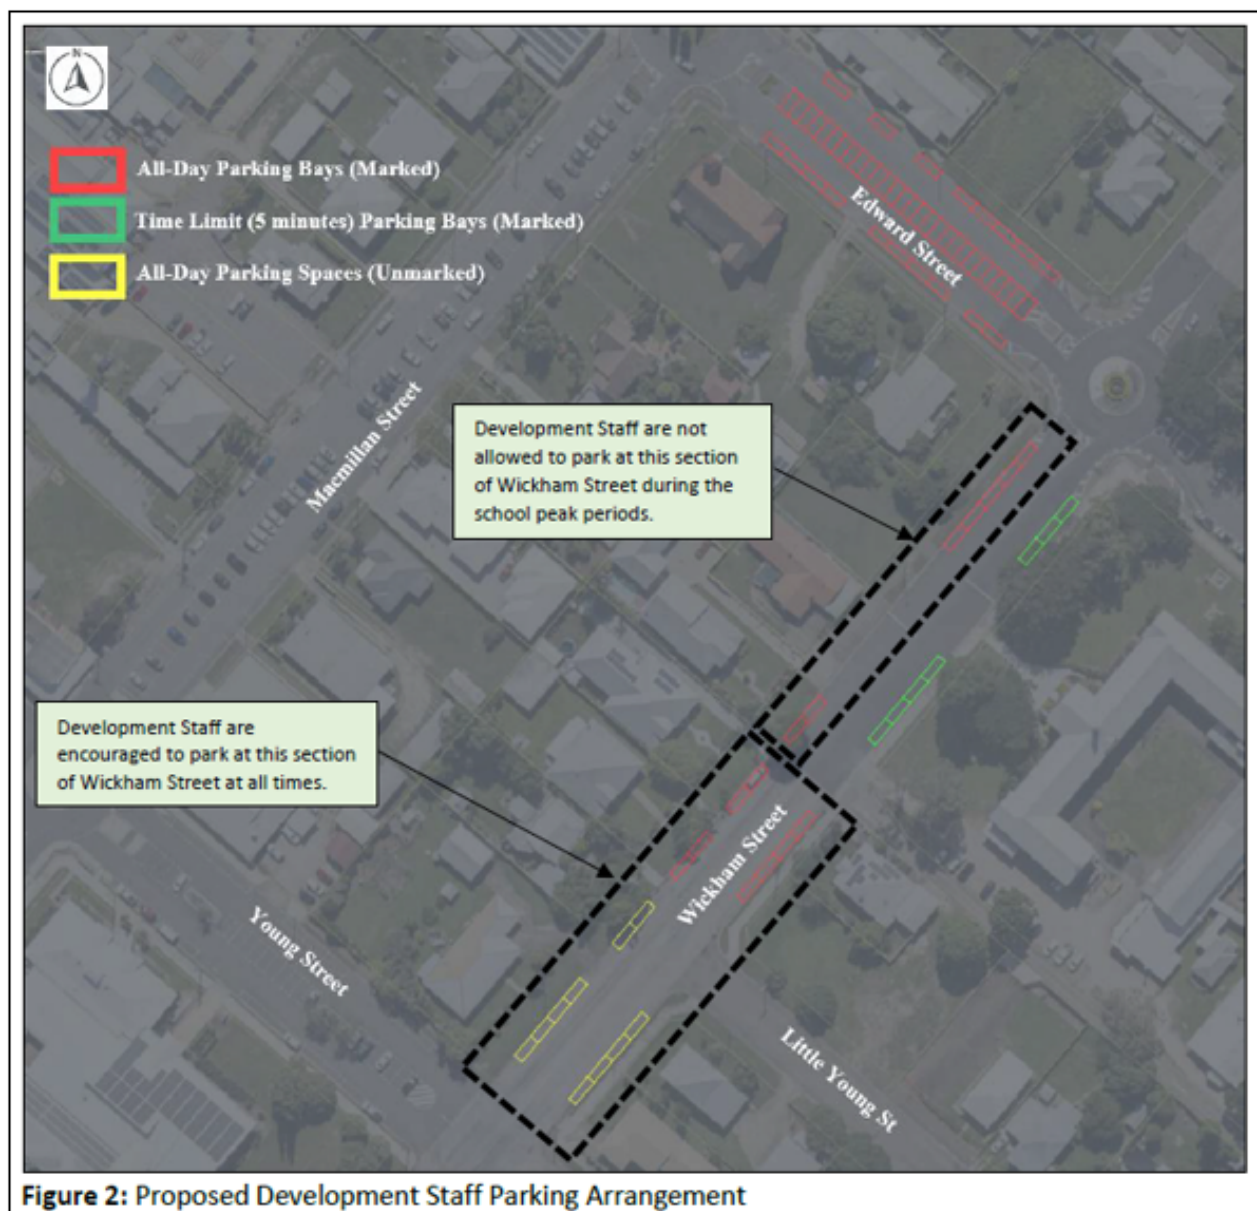 N
All-Day Parking Bays (Marked)
Time Limit (5 minutes) Parking Bays (Marked)
All-Day Parking Spaces (Unmarked)
Edward Street
Macmillan Street
Development Staff are not
allowed to park at this section
of Wickham Street during the
school peak periods.
Development Staff are
encouraged to park at this section
of Wickham Street at all times.
Wickham Street
Young Street
Little Young St
Figure 2: Proposed Development Staff Parking Arrangement